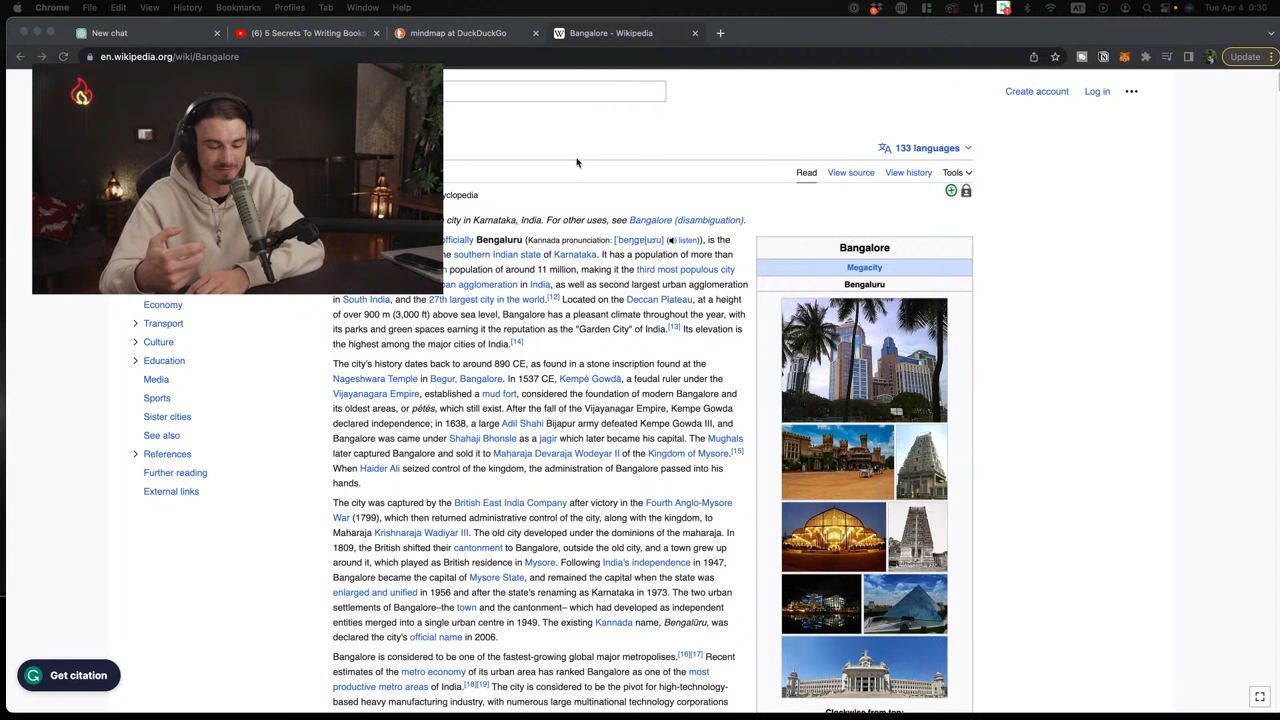 Chrome File Edit View History Bookmarks Profiles Tab Window Help
AT Tue Apr 4 0:30
New chat
(6) 5 Secrets To Writing Books
mindmap at DuckDuckGo
W Bangalore - Wikipedia
en.wikipedia.org/wiki/Bangalore
Update
Create account Log in
133 languages
Read View source View history Tools
yclopedia
e city in Karnataka, India. For other uses, see Bangalore (disambiguation).
officially Bengaluru (Kannada pronunciation: [ˈbeŋɡɐɭuːɾu] (listen)), is the
e southern Indian state of Karnataka. It has a population of more than
population of around 11 million, making it the third most populous city
an agglomeration in India, as well as second largest urban agglomeration
in South India, and the 27th largest city in the world.[12] Located on the Deccan Plateau, at a height
of over 900 m (3,000 ft) above sea level, Bangalore has a pleasant climate throughout the year, with
its parks and green spaces earning it the reputation as the "Garden City" of India.[13] Its elevation is
the highest among the major cities of India.[14]
The city's history dates back to around 890 CE, as found in a stone inscription found at the
Nageshwara Temple in Begur, Bangalore. In 1537 CE, Kempé Gowdā, a feudal ruler under the
Vijayanagara Empire, established a mud fort, considered the foundation of modern Bangalore and
its oldest areas, or pétés, which still exist. After the fall of the Vijayanagar Empire, Kempe Gowda
declared independence; in 1638, a large Adil Shahi Bijapur army defeated Kempe Gowda III, and
Bangalore was came under Shahaji Bhonsle as a jagir which later became his capital. The Mughals
later captured Bangalore and sold it to Maharaja Devaraja Wodeyar II of the Kingdom of Mysore.[15]
When Haider Ali seized control of the kingdom, the administration of Bangalore passed into his
hands.
The city was captured by the British East India Company after victory in the Fourth Anglo-Mysore
War (1799), which then returned administrative control of the city, along with the kingdom, to
Maharaja Krishnaraja Wadiyar III. The old city developed under the dominions of the maharaja. In
1809, the British shifted their cantonment to Bangalore, outside the old city, and a town grew up
around it, which played as British residence in Mysore. Following India's independence in 1947,
Bangalore became the capital of Mysore State, and remained the capital when the state was
enlarged and unified in 1956 and after the state's renaming as Karnataka in 1973. The two urban
settlements of Bangalore–the town and the cantonment– which had developed as independent
entities merged into a single urban centre in 1949. The existing Kannada name, Bengalūru, was
declared the city's official name in 2006.
Bangalore is considered to be one of the fastest-growing global major metropolises.[16][17] Recent
estimates of the metro economy of its urban area has ranked Bangalore as one of the most
productive metro areas of India.[18][19] The city is considered to be the pivot for high-technology-
based heavy manufacturing industry, with numerous large multinational technology corporations
Economy
Transport
Culture
Education
Media
Sports
Sister cities
See also
References
Further reading
External links
Bangalore
Megacity
Bengaluru
Clockwise from top:
Get citation